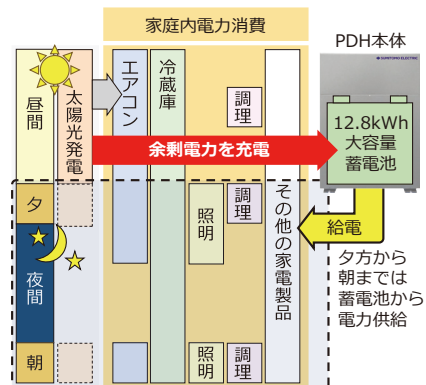 家庭内電力消費
PDH本体
SUMITOMO ELECTRIC
昼間
太陽光発電
エアコン
冷蔵庫
調理
12.8kWh
大容量
蓄電池
余剰電力を充電
夕
照明
調理
その他の家電製品
給電
夜間
夕方から
朝までは
蓄電池から
電力供給
朝
照明
調理